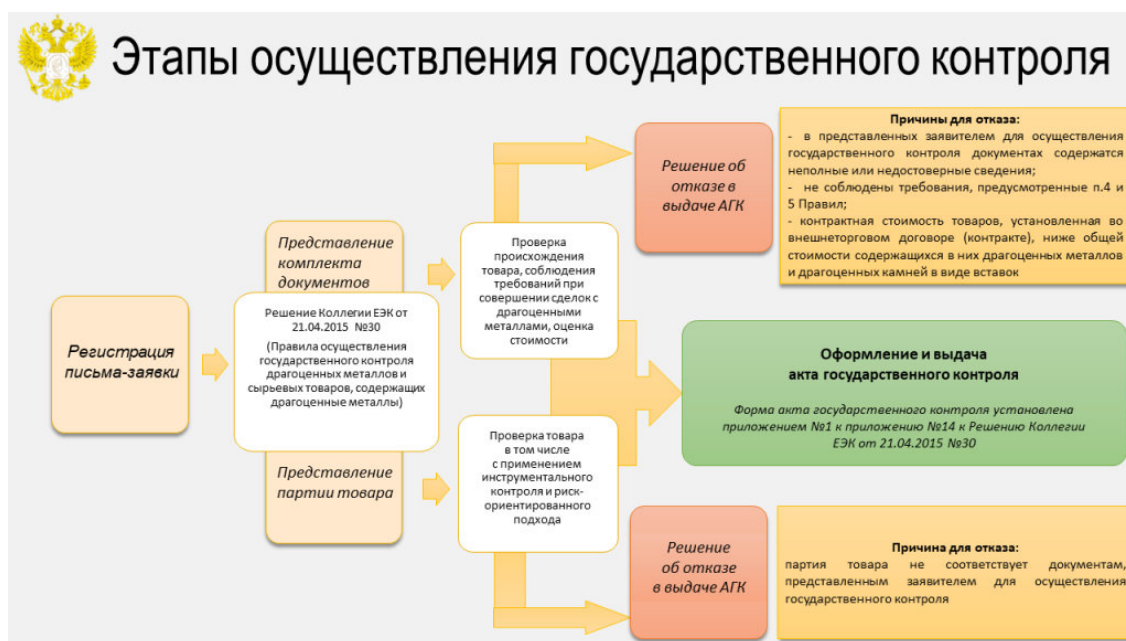 Этапы осуществления государственного контроля
Регистрация
письма-заявки
Представление
комплекта
документов
Решение Коллегии ЕЭК от
21.04.2015 №30
(Правила осуществления
государственного контроля
драгоценных металлов и
сырьевых товаров, содержащих
драгоценные металлы)
Представление
партии товара
Проверка
происхождения
товара, соблюдения
требований при
совершении сделок с
драгоценными
металлами, оценка
стоимости
Проверка товара
в том числе
с применением
инструментального
контроля и риск-
ориентированного
подхода
Решение об
отказе в
выдаче АГК
Причины для отказа:
- в представленных заявителем для осуществления
государственного контроля документах содержатся
неполные или недостоверные сведения;
- не соблюдены требования, предусмотренные п.4 и
5 Правил;
- контрактная стоимость товаров, установленная во
внешнеторговом договоре (контракте), ниже общей
стоимости содержащихся в них драгоценных металлов
и драгоценных камней в виде вставок
Оформление и выдача
акта государственного контроля
Форма акта государственного контроля установлена
приложением №1 к приложению №14 к Решению Коллегии
ЕЭК от 21.04.2015 №30
Решение
об отказе
в выдаче АГК
Причина для отказа:
партия товара не соответствует документам,
представленным заявителем для осуществления
государственного контроля